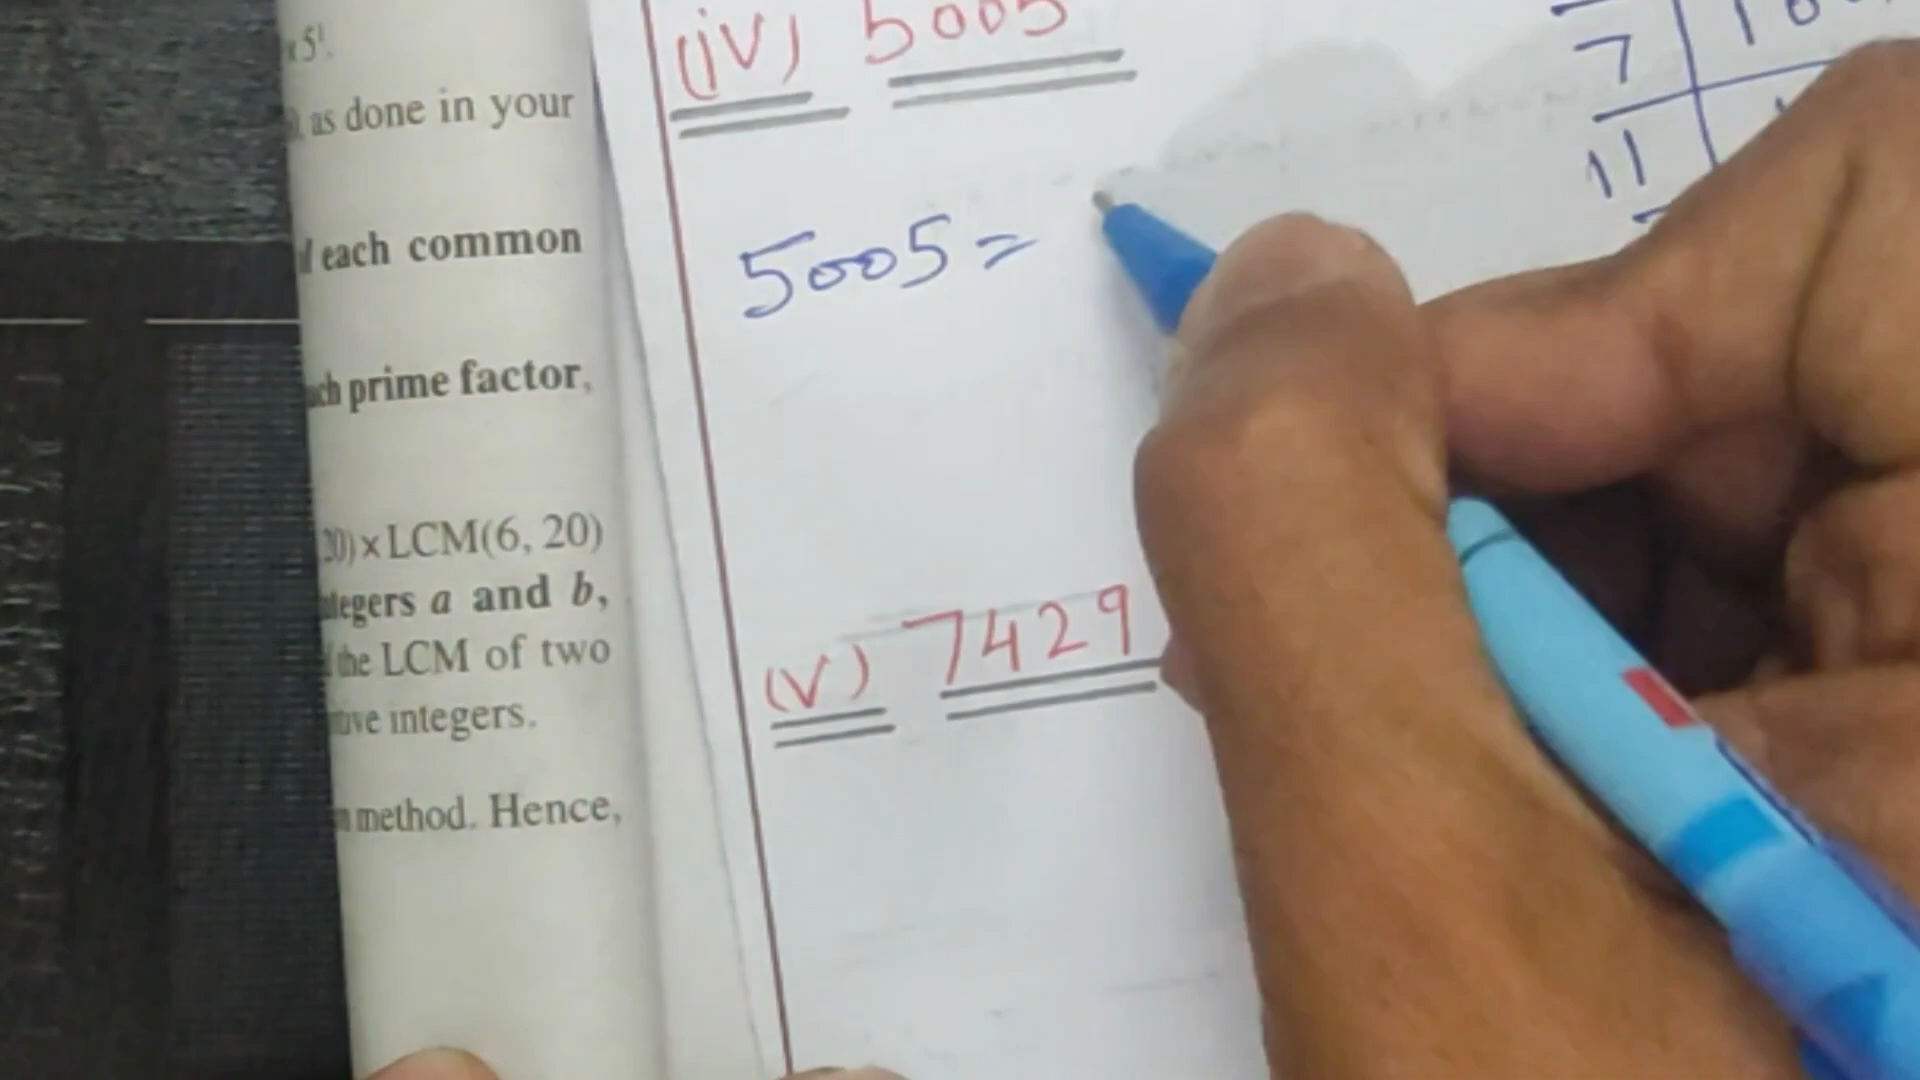 5¹.
as done in your
each common
prime factor,
20) × LCM(6, 20)
a and b,
the LCM of two
integers.
method. Hence,
(iv) 5005
7
11
5005 =
(v) 7429